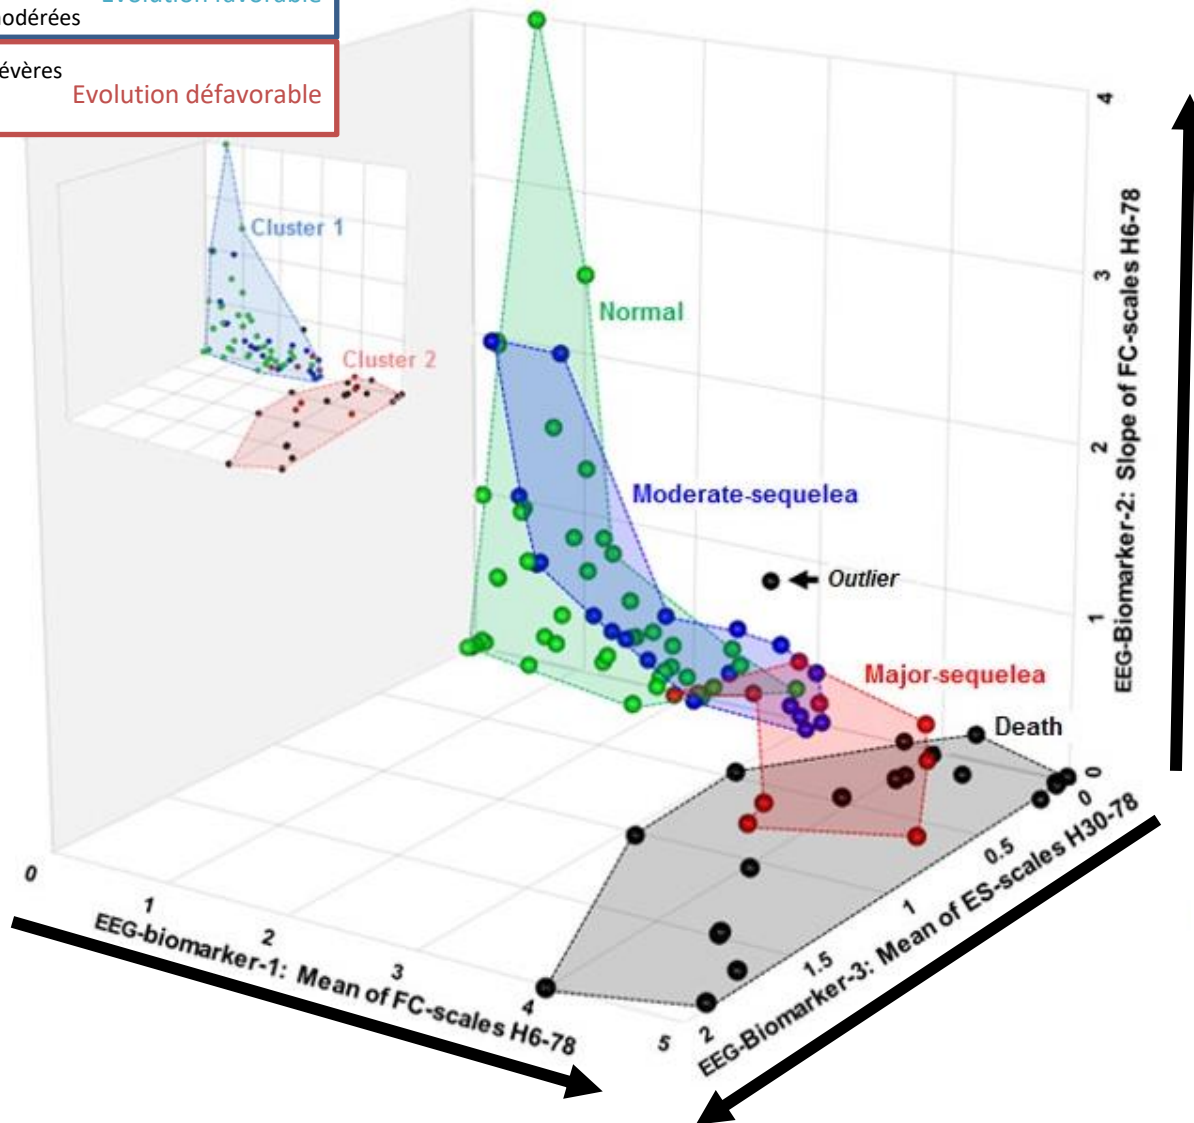 Evolution favorable
Evolution défavorable
Cluster 1
Cluster 2
Normal
Moderate-sequelea
Outlier
Major-sequelea
Death
4
3
2
1
0
EEG-Biomarker-2: Slope of FC-scales H6-78
0
0.5
1
1.5
2
EEG-Biomarker-3: Mean of ES-scales H30-78
0
1
2
3
4
5
EEG-biomarker-1: Mean of FC-scales H6-78